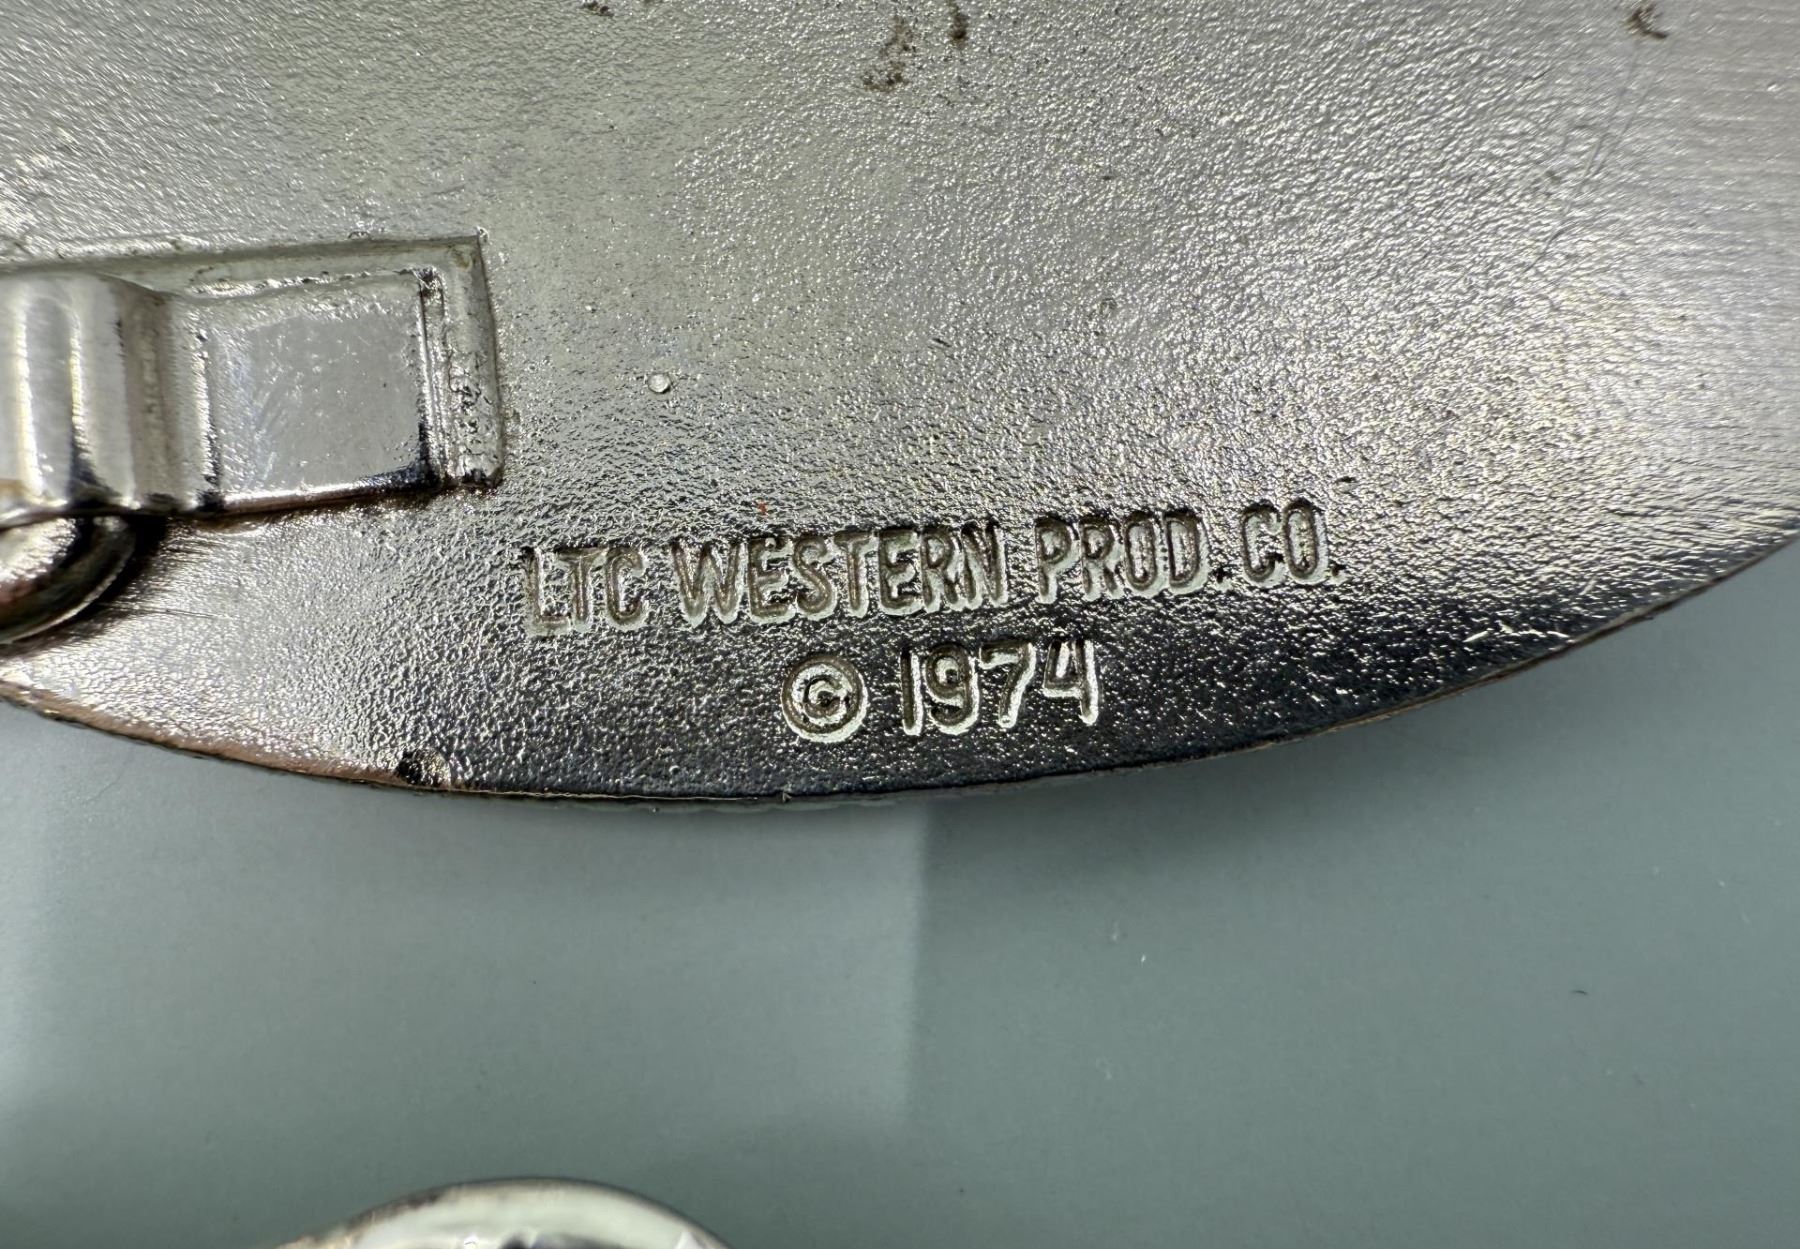 LTC WESTERN PROD. CO.
© 1974